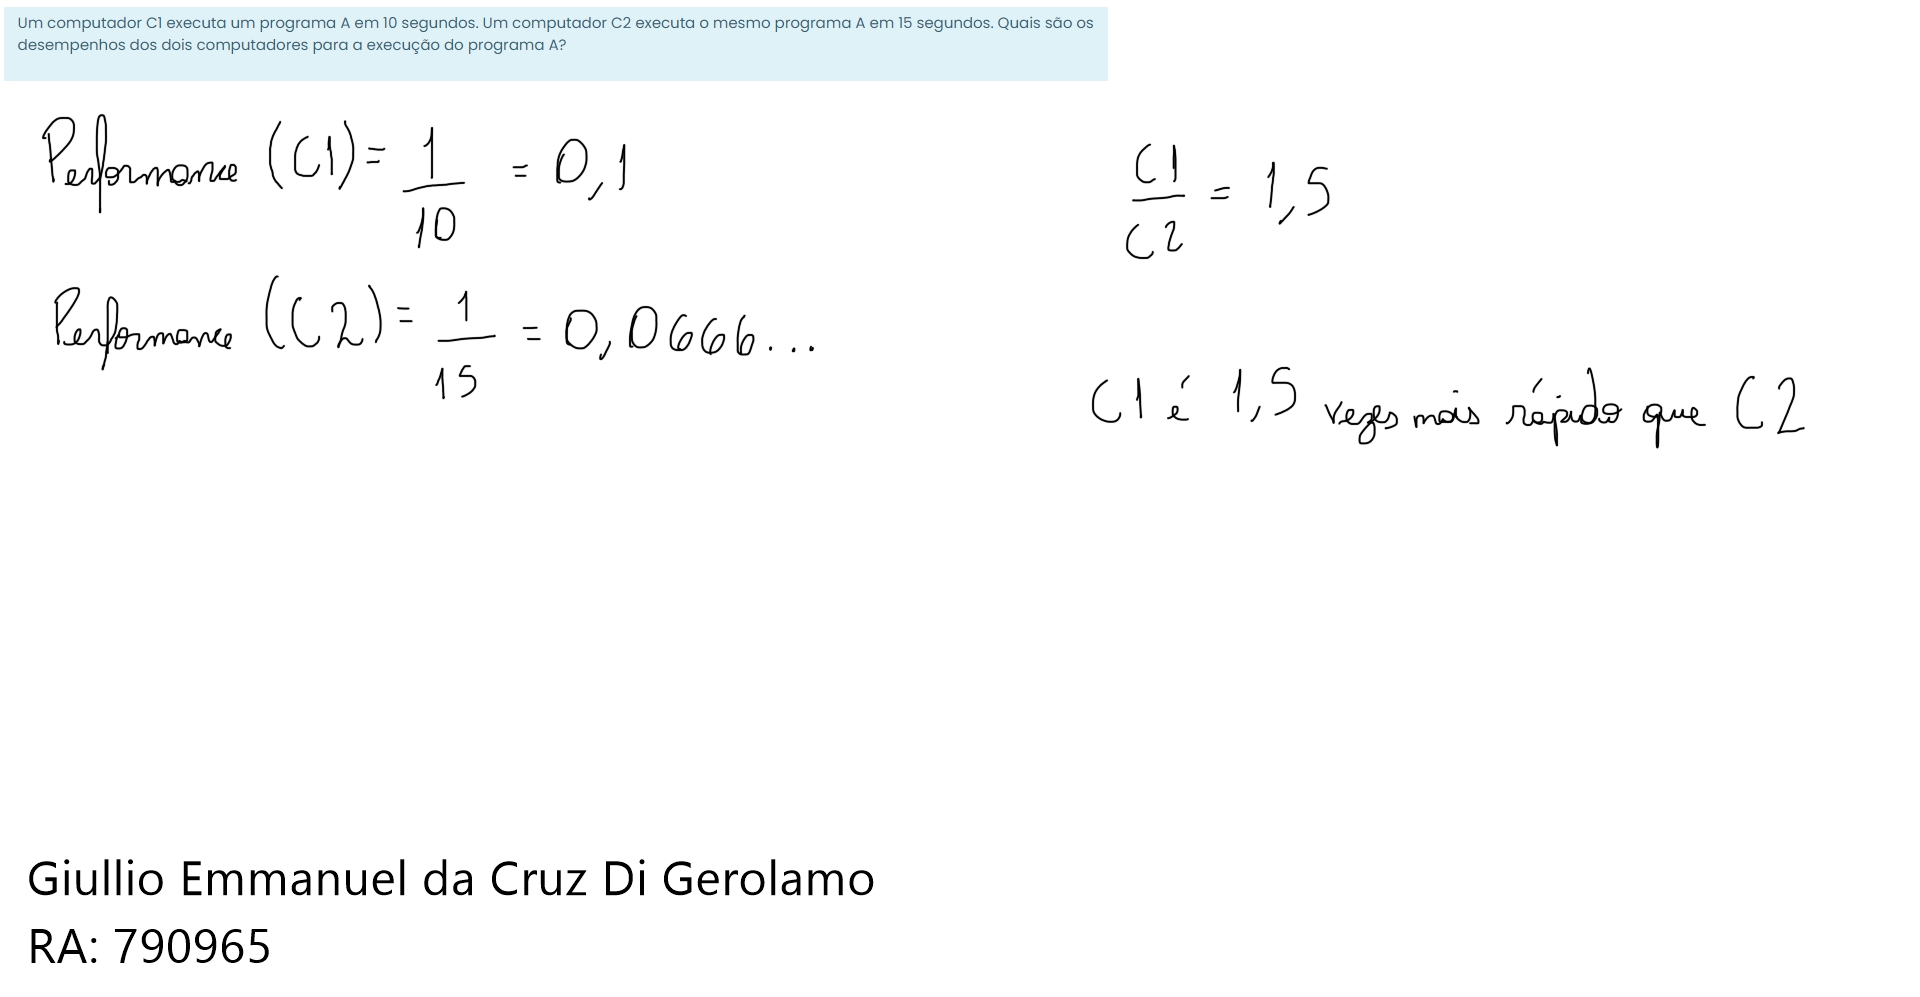 Um computador C1 executa um programa A em 10 segundos. Um computador C2 executa o mesmo programa A em 15 segundos. Quais são os
desempenhos dos dois computadores para a execução do programa A?
Performance (C1) = 1/10 = 0,1
Performance (C2) = 1/15 = 0,0666...
C1/C2 = 1,5
C1 é 1,5 vezes mais rápido que C2
Giullio Emmanuel da Cruz Di Gerolamo
RA: 790965